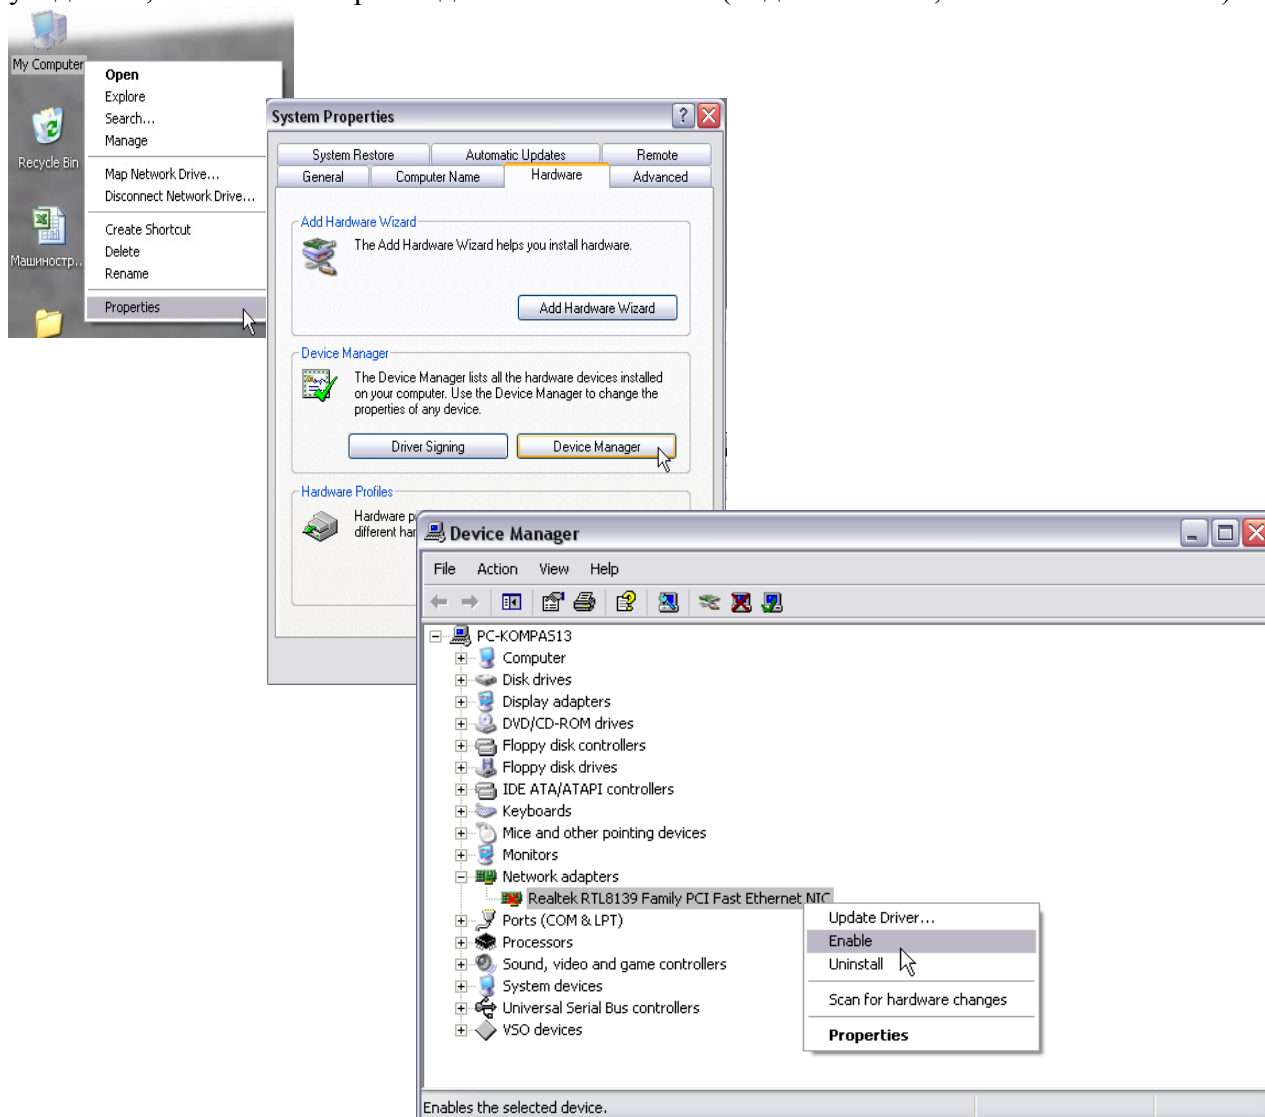 My Computer
Open
Explore
Search...
Manage
Recycle Bin
Map Network Drive...
Disconnect Network Drive...
Create Shortcut
Delete
Машиностр...
Rename
Properties
System Properties
System Restore Automatic Updates Remote
General Computer Name Hardware Advanced
Add Hardware Wizard
The Add Hardware Wizard helps you install hardware.
Add Hardware Wizard
Device Manager
The Device Manager lists all the hardware devices installed
on your computer. Use the Device Manager to change the
properties of any device.
Driver Signing Device Manager
Hardware Profiles
Hardware
different
Device Manager
File Action View Help
PC-KOMPAS13
Computer
Disk drives
Display adapters
DVD/CD-ROM drives
Floppy disk controllers
Floppy disk drives
IDE ATA/ATAPI controllers
Keyboards
Mice and other pointing devices
Monitors
Network adapters
Realtek RTL8139 Family PCI Fast Ethernet NIC
Ports (COM & LPT)
Processors
Sound, video and game controllers
System devices
Universal Serial Bus controllers
VSO devices
Update Driver...
Enable
Uninstall
Scan for hardware changes
Properties
Enables the selected device.